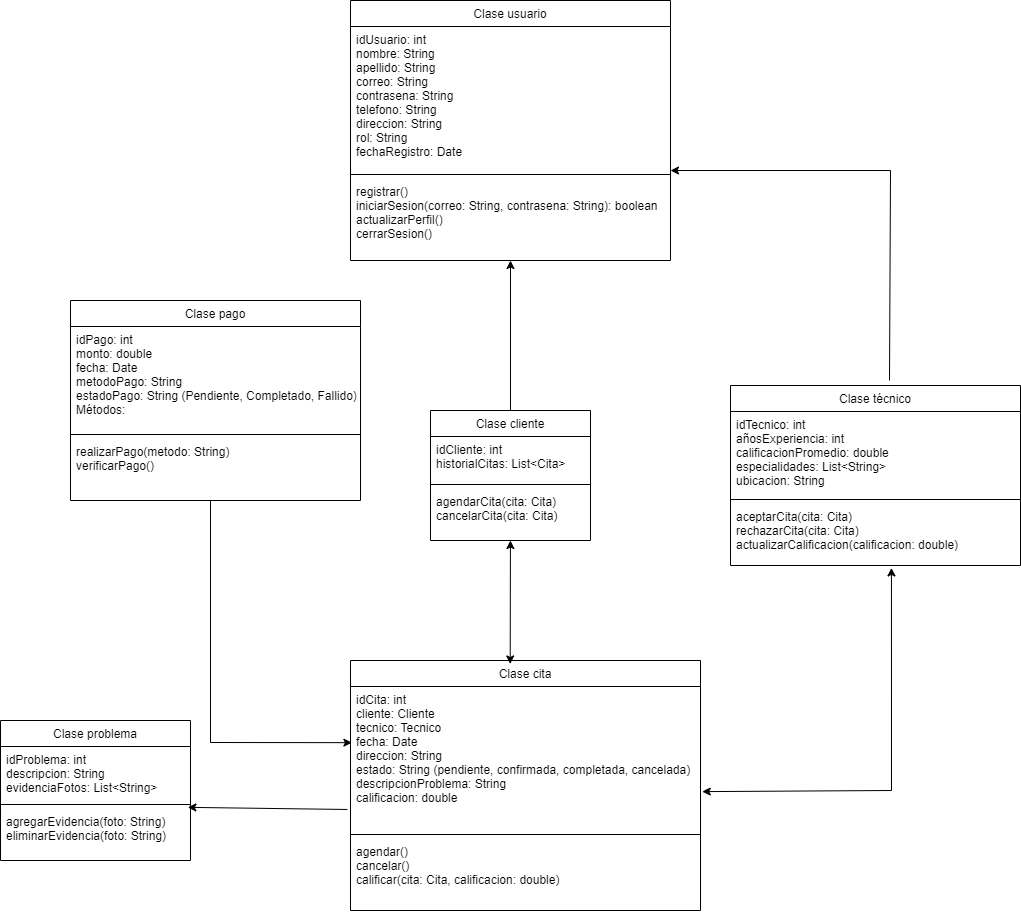 Clase usuario
idUsuario: int
nombre: String
apellido: String
correo: String
contrasena: String
telefono: String
direccion: String
rol: String
fechaRegistro: Date
registrar()
iniciarSesion(correo: String, contrasena: String): boolean
actualizarPerfil()
cerrarSesion()
Clase pago
idPago: int
monto: double
fecha: Date
metodoPago: String
estadoPago: String (Pendiente, Completado, Fallido)
Métodos:
realizarPago(metodo: String)
verificarPago()
Clase cliente
idCliente: int
historialCitas: List<Cita>
agendarCita(cita: Cita)
cancelarCita(cita: Cita)
Clase técnico
idTecnico: int
añosExperiencia: int
calificacionPromedio: double
especialidades: List<String>
ubicacion: String
aceptarCita(cita: Cita)
rechazarCita(cita: Cita)
actualizarCalificacion(calificacion: double)
Clase problema
idProblema: int
descripcion: String
evidenciaFotos: List<String>
agregarEvidencia(foto: String)
eliminarEvidencia(foto: String)
Clase cita
idCita: int
cliente: Cliente
tecnico: Tecnico
fecha: Date
direccion: String
estado: String (pendiente, confirmada, completada, cancelada)
descripcionProblema: String
calificacion: double
agendar()
cancelar()
calificar(cita: Cita, calificacion: double)